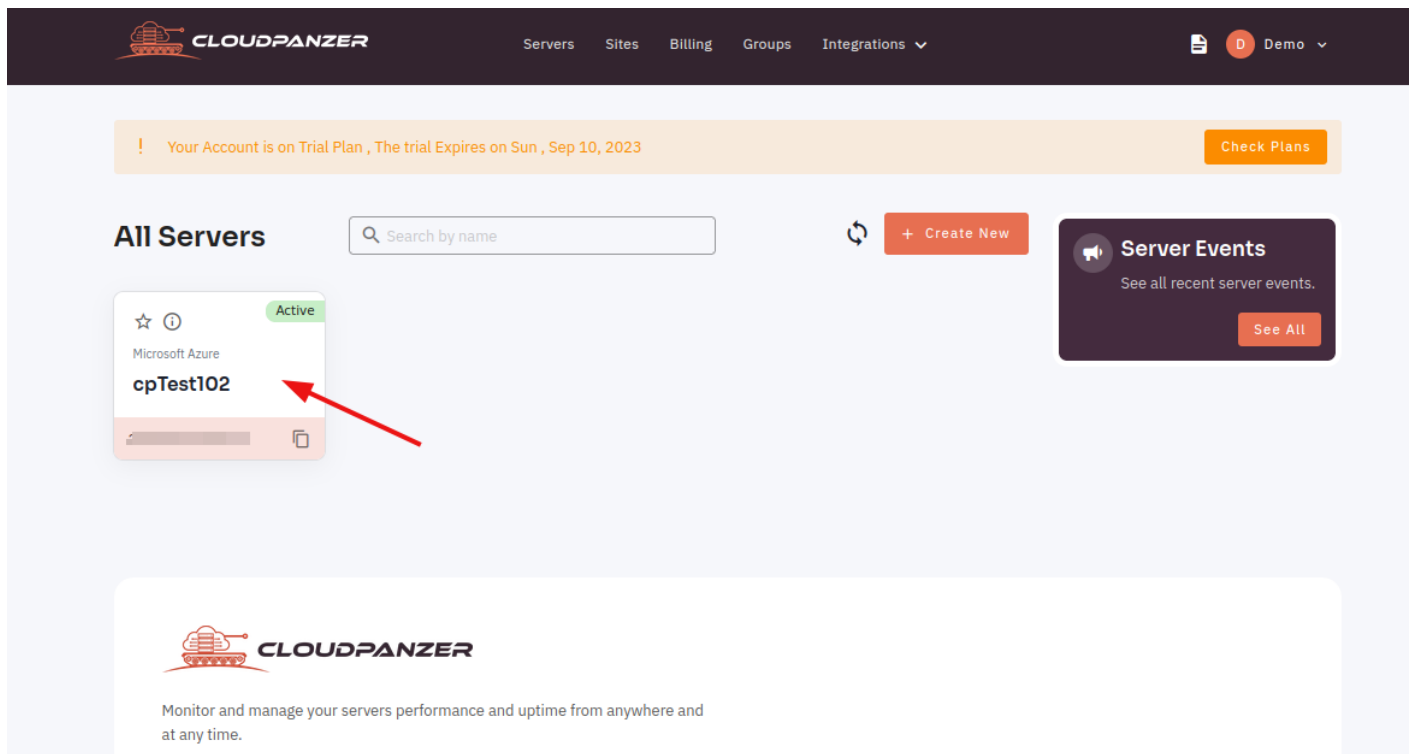 CLOUDPANZER
Servers Sites Billing Groups Integrations
D Demo
! Your Account is on Trial Plan , The trial Expires on Sun , Sep 10, 2023
Check Plans
All Servers
Search by name
+ Create New
Server Events
See all recent server events.
See All
Active
Microsoft Azure
cpTest102
CLOUDPANZER
Monitor and manage your servers performance and uptime from anywhere and
at any time.